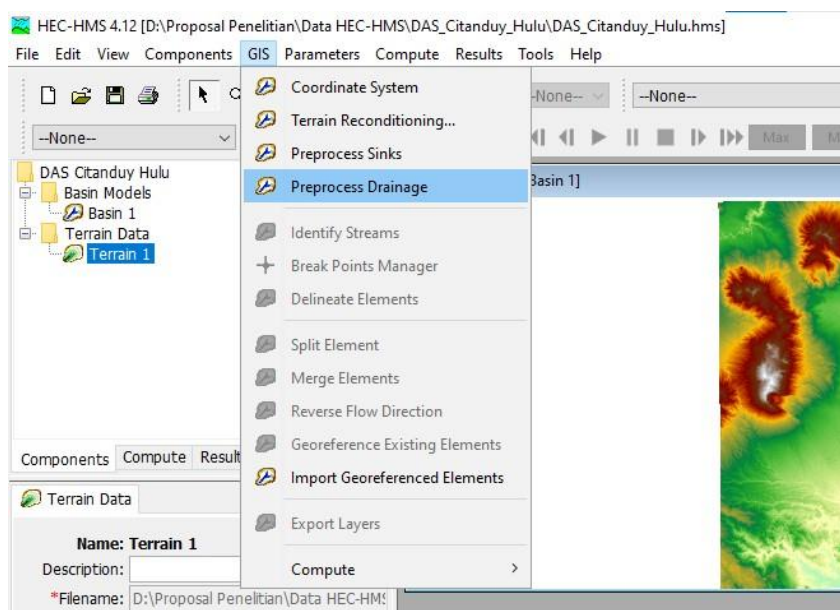 HEC-HMS 4.12 [D:\Proposal Penelitian\Data HEC-HMS\DAS_Citanduy_Hulu\DAS_Citanduy_Hulu.hms]
File Edit View Components GIS Parameters Compute Results Tools Help
Coordinate System
--None-- --None--
Terrain Reconditioning...
--None--
Preprocess Sinks
Max
DAS Citanduy Hulu
Preprocess Drainage
Basin 1]
Basin Models
Basin 1
Identify Streams
Terrain Data
Terrain 1
Break Points Manager
Delineate Elements
Split Element
Merge Elements
Reverse Flow Direction
Georeference Existing Elements
Components Compute Result
Import Georeferenced Elements
Terrain Data
Export Layers
Name: Terrain 1
Description:
Compute
*Filename: D:\Proposal Penelitian\Data HEC-HMS